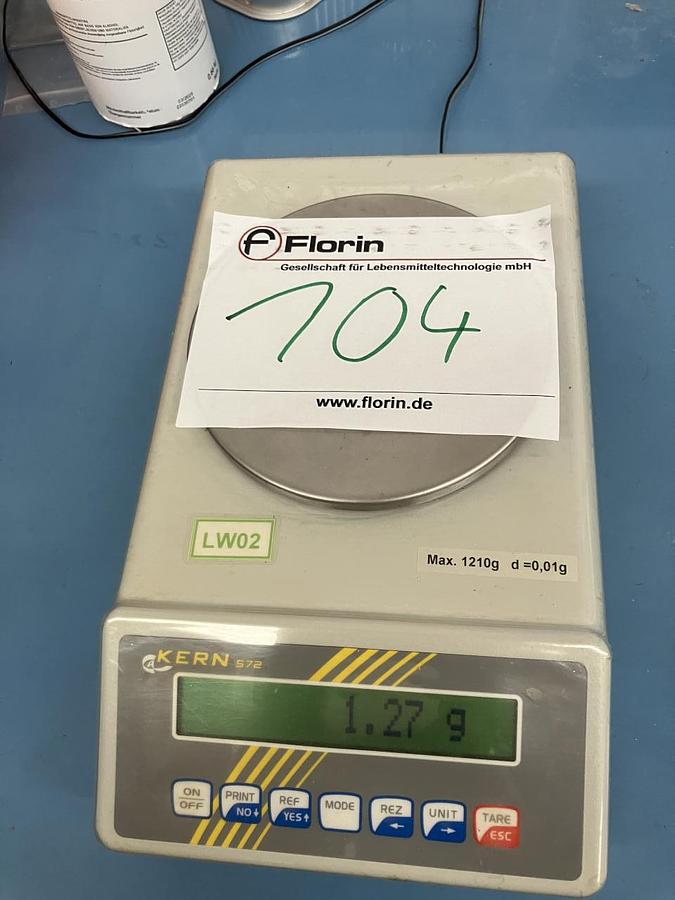 Florin
Gesellschaft für Lebensmitteltechnologie mbH
104
www.florin.de
LW02
Max. 1210g d =0,01g
KERN 572
1.27 g
ON
OFF
PRINT
NO↓
REF
YES↑
MODE
REZ
←
UNIT
→
TARE
ESC